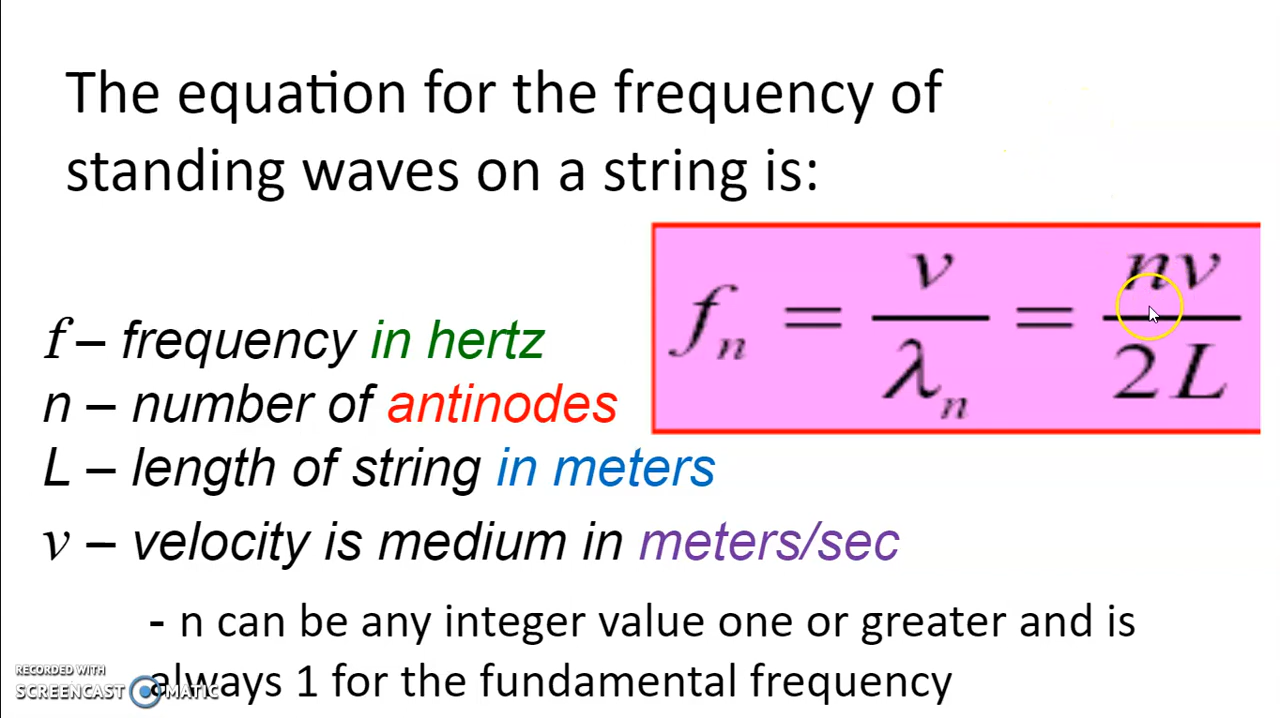 The equation for the frequency of
standing waves on a string is:
fₙ = v / λₙ = nv / 2L
f – frequency in hertz
n – number of antinodes
L – length of string in meters
v – velocity is medium in meters/sec
- n can be any integer value one or greater and is
always 1 for the fundamental frequency
RECORDED WITH
SCREENCAST MATIC